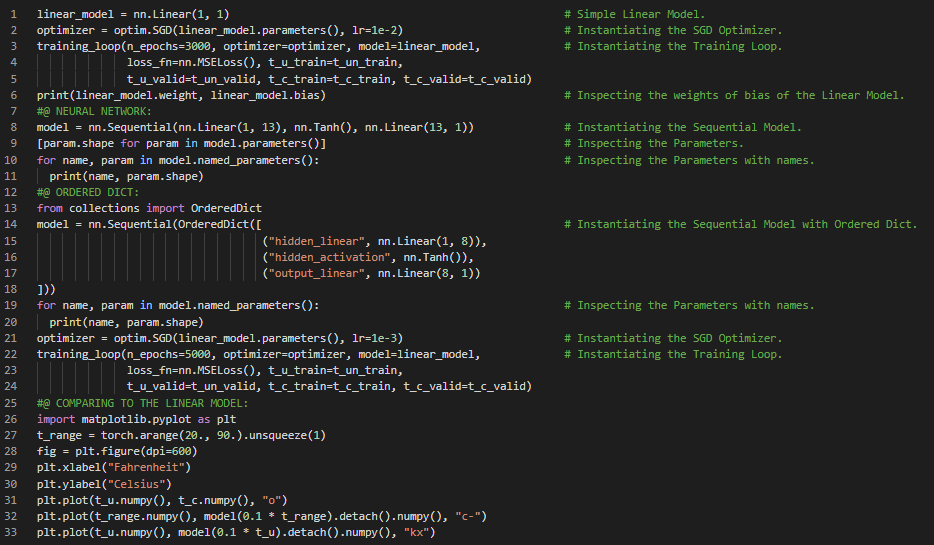 1 linear_model = nn.Linear(1, 1) # Simple Linear Model.
2 optimizer = optim.SGD(linear_model.parameters(), lr=1e-2) # Instantiating the SGD Optimizer.
3 training_loop(n_epochs=3000, optimizer=optimizer, model=linear_model, # Instantiating the Training Loop.
4 loss_fn=nn.MSELoss(), t_u_train=t_un_train,
5 t_u_valid=t_un_valid, t_c_train=t_c_train, t_c_valid=t_c_valid)
6 print(linear_model.weight, linear_model.bias) # Inspecting the weights of bias of the Linear Model.
7 #@ NEURAL NETWORK:
8 model = nn.Sequential(nn.Linear(1, 13), nn.Tanh(), nn.Linear(13, 1)) # Instantiating the Sequential Model.
9 [param.shape for param in model.parameters()] # Inspecting the Parameters.
10 for name, param in model.named_parameters(): # Inspecting the Parameters with names.
11 print(name, param.shape)
12 #@ ORDERED DICT:
13 from collections import OrderedDict
14 model = nn.Sequential(OrderedDict([ # Instantiating the Sequential Model with Ordered Dict.
15 ("hidden_linear", nn.Linear(1, 8)),
16 ("hidden_activation", nn.Tanh()),
17 ("output_linear", nn.Linear(8, 1))
18 ]))
19 for name, param in model.named_parameters(): # Inspecting the Parameters with names.
20 print(name, param.shape)
21 optimizer = optim.SGD(linear_model.parameters(), lr=1e-3) # Instantiating the SGD Optimizer.
22 training_loop(n_epochs=5000, optimizer=optimizer, model=linear_model, # Instantiating the Training Loop.
23 loss_fn=nn.MSELoss(), t_u_train=t_un_train,
24 t_u_valid=t_un_valid, t_c_train=t_c_train, t_c_valid=t_c_valid)
25 #@ COMPARING TO THE LINEAR MODEL:
26 import matplotlib.pyplot as plt
27 t_range = torch.arange(20., 90.).unsqueeze(1)
28 fig = plt.figure(dpi=600)
29 plt.xlabel("Fahrenheit")
30 plt.ylabel("Celsius")
31 plt.plot(t_u.numpy(), t_c.numpy(), "o")
32 plt.plot(t_range.numpy(), model(0.1 * t_range).detach().numpy(), "c-")
33 plt.plot(t_u.numpy(), model(0.1 * t_u).detach().numpy(), "kx")